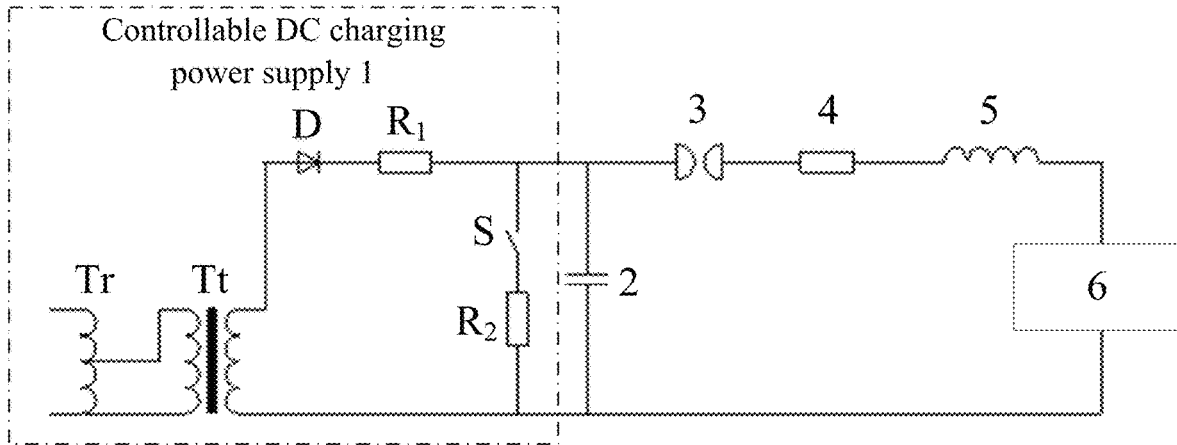 Controllable DC charging
power supply 1
D
R₁
3
4
5
S
Tr
Tt
R₂
2
6